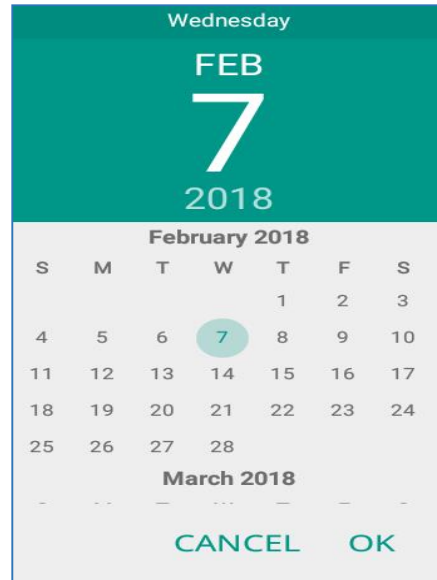 Wednesday
FEB
7
2018
February 2018
S M T W T F S
1 2 3
4 5 6 7 8 9 10
11 12 13 14 15 16 17
18 19 20 21 22 23 24
25 26 27 28
March 2018
CANCEL OK